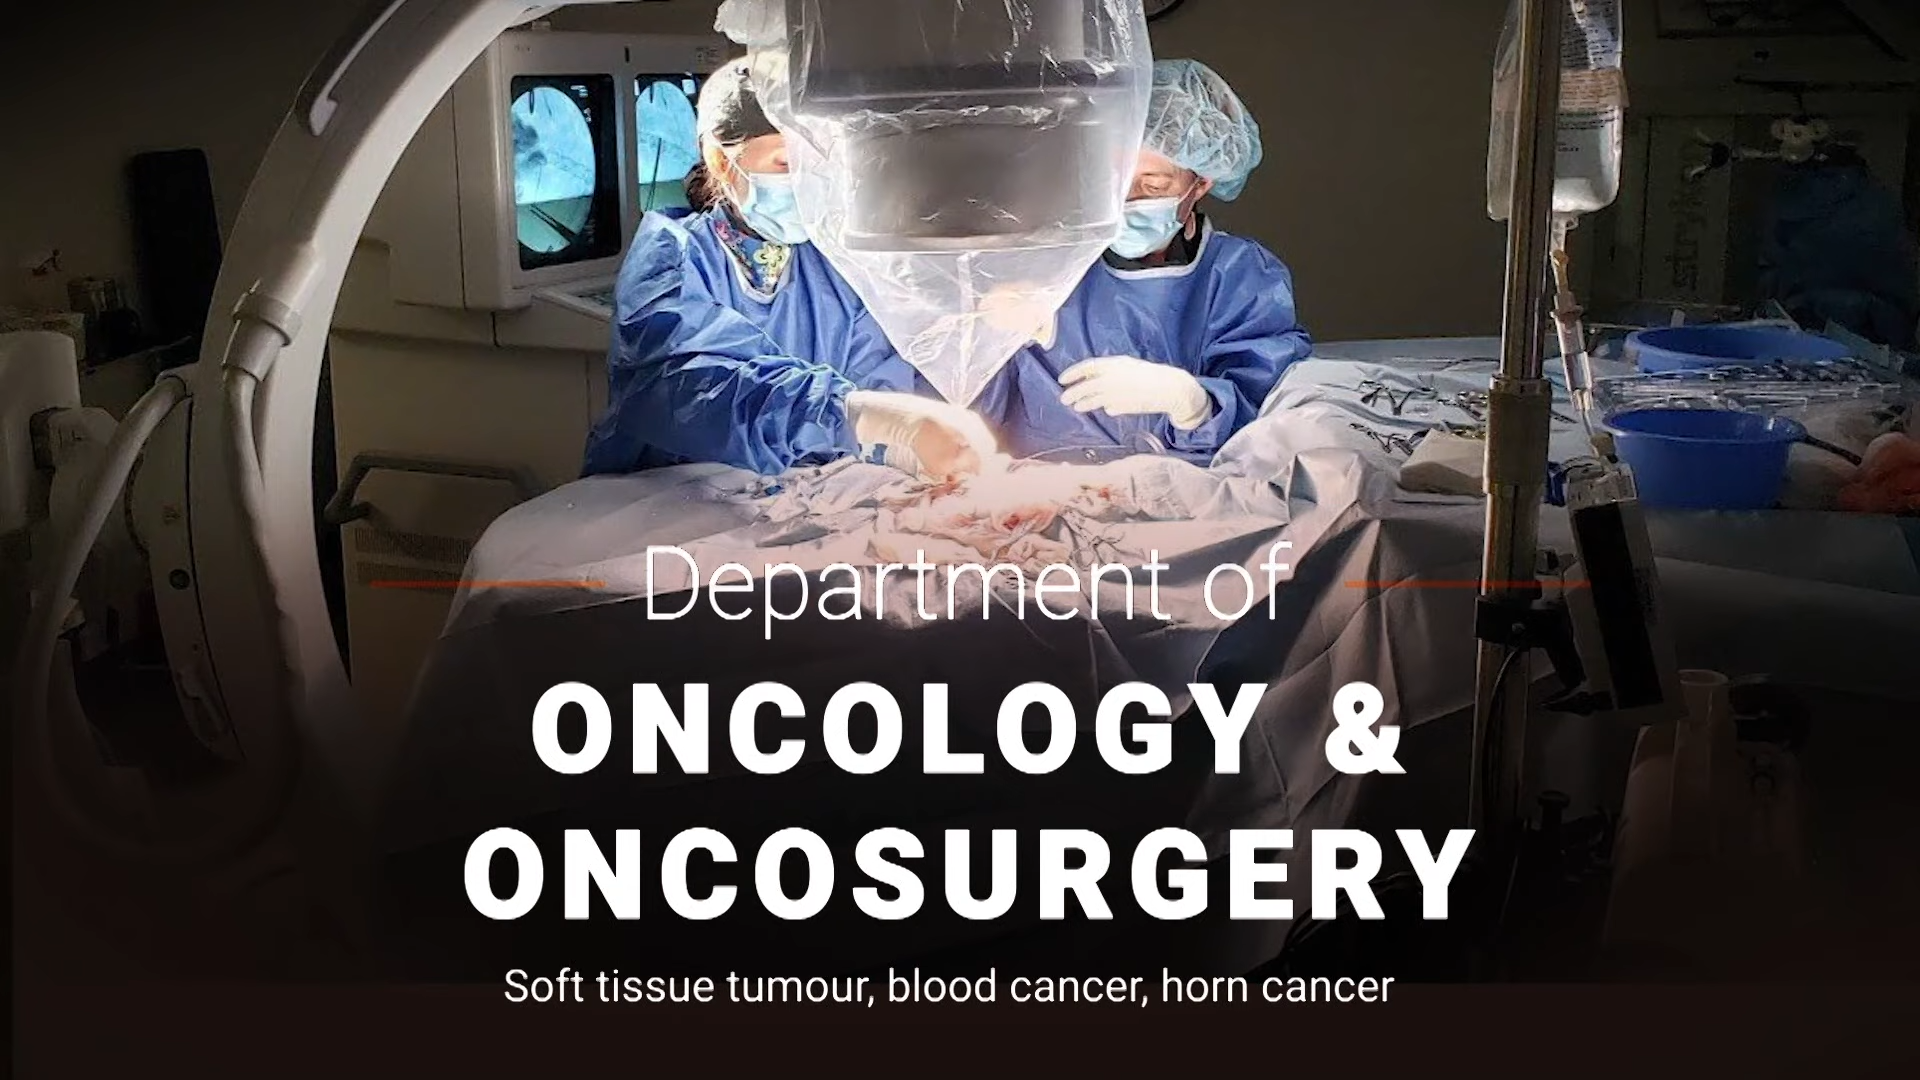 Department of
ONCOLOGY &
ONCOSURGERY
Soft tissue tumour, blood cancer, horn cancer